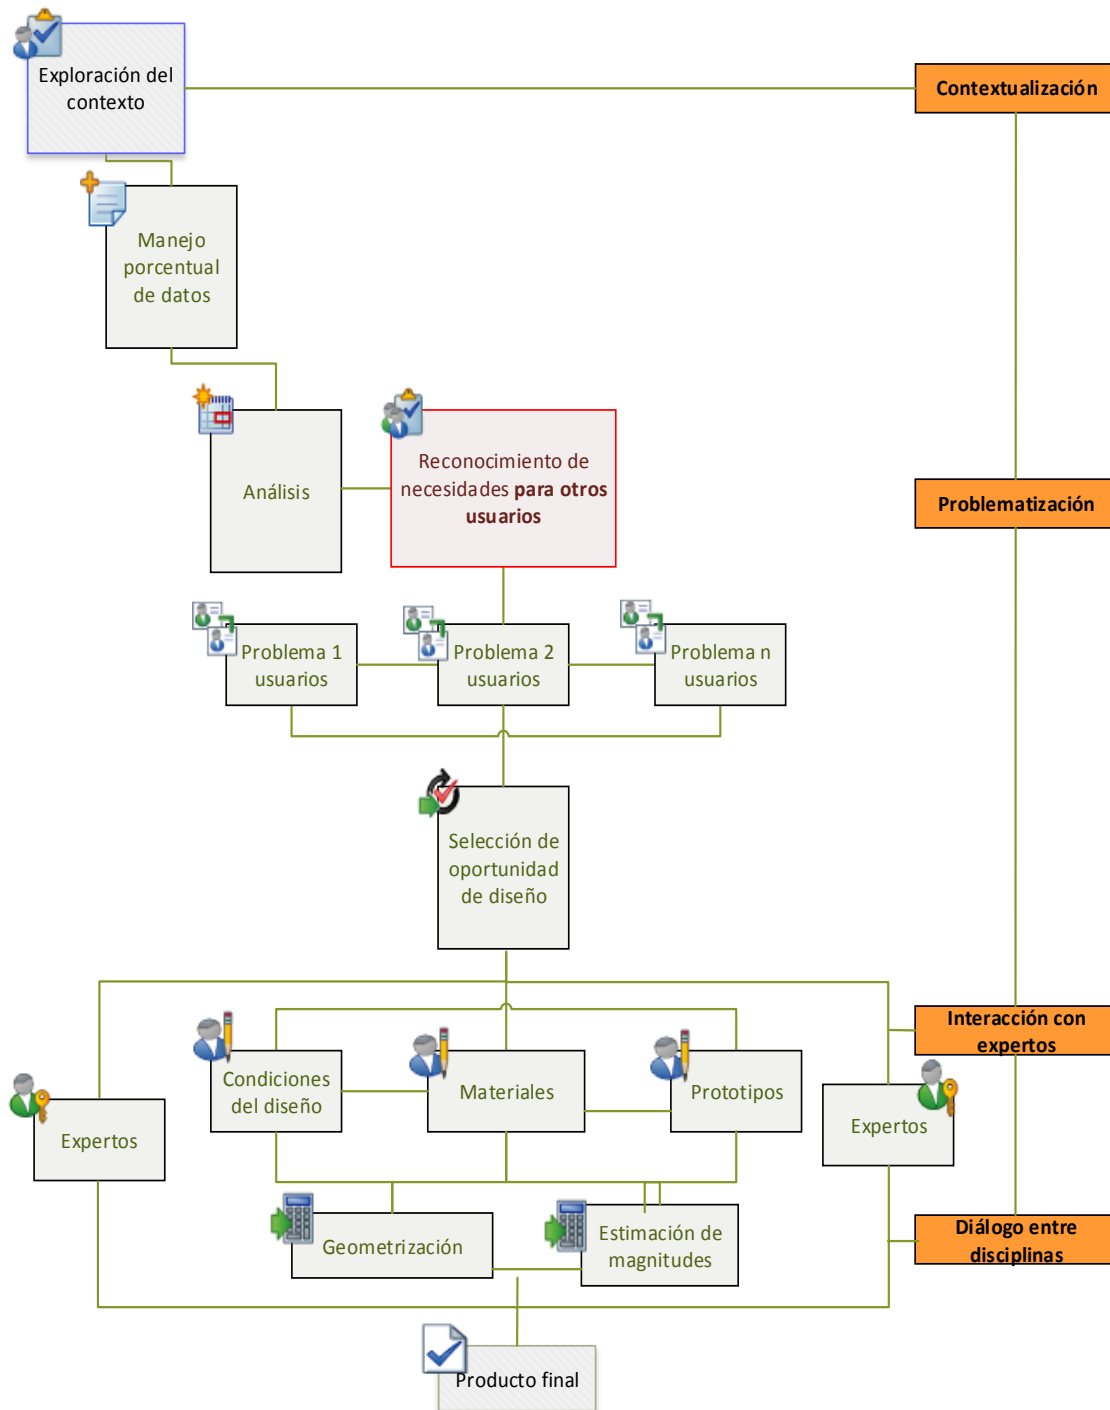 Exploración del
contexto
Contextualización
Manejo
porcentual
de datos
Análisis
Reconocimiento de
necesidades para otros
usuarios
Problematización
Problema 1
usuarios
Problema 2
usuarios
Problema n
usuarios
Selección de
oportunidad
de diseño
Interacción con
expertos
Condiciones
del diseño
Materiales
Prototipos
Expertos
Expertos
Geometrización
Estimación de
magnitudes
Diálogo entre
disciplinas
Producto final